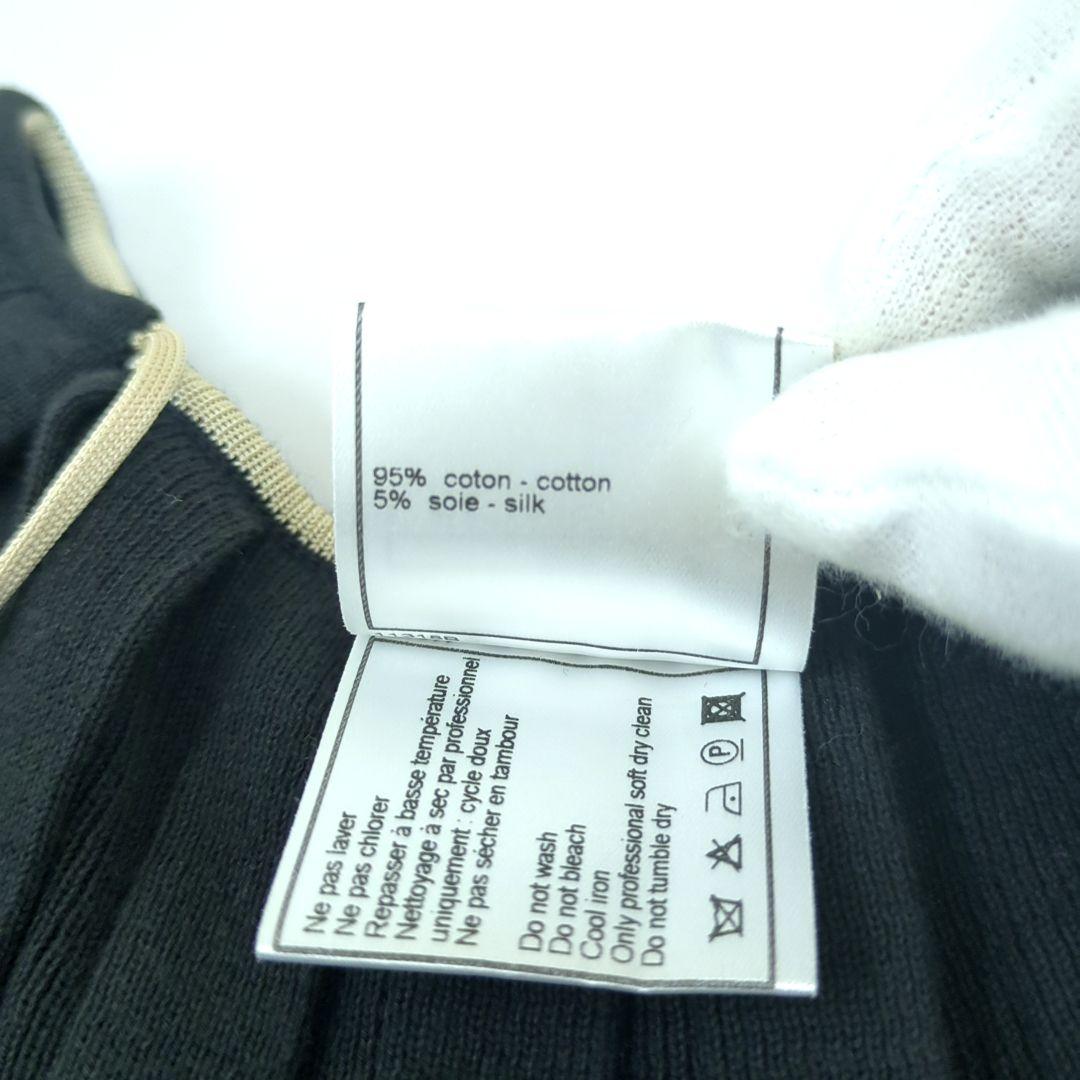 95% coton - cotton
5% soie - silk
Ne pas laver
Ne pas chlorer
Repasser à basse température
Nettoyage à sec par professionnel
uniquement : cycle doux
Ne pas sécher en tambour
Do not wash
Do not bleach
Cool iron
Only professional soft dry clean
Do not tumble dry
P